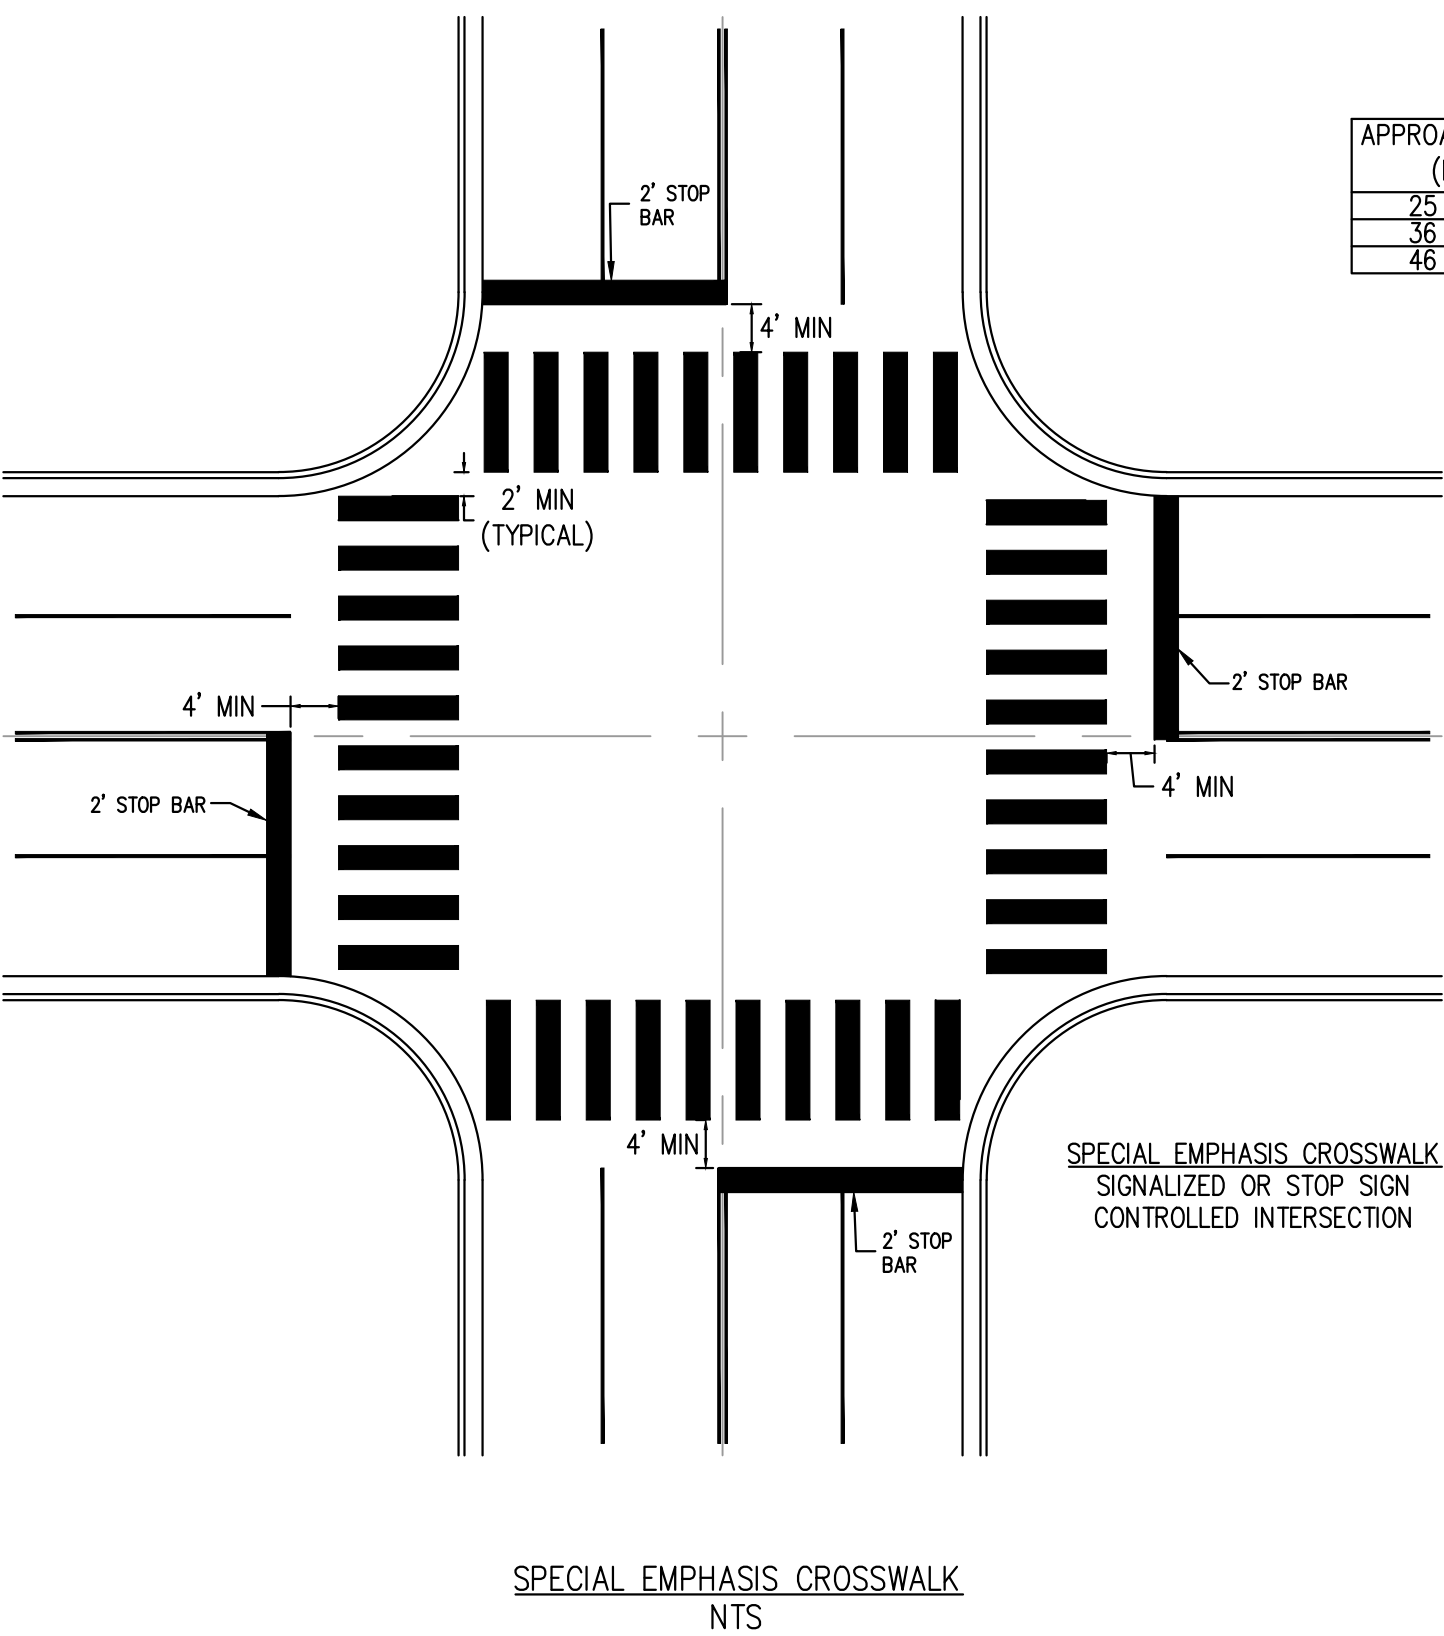 2' STOP
BAR
4' MIN
25
36
46
2' MIN
(TYPICAL)
4' MIN
2' STOP BAR
2' STOP BAR
4' MIN
4' MIN
2' STOP
BAR
SPECIAL EMPHASIS CROSSWALK
SIGNALIZED OR STOP SIGN
CONTROLLED INTERSECTION
SPECIAL EMPHASIS CROSSWALK
NTS